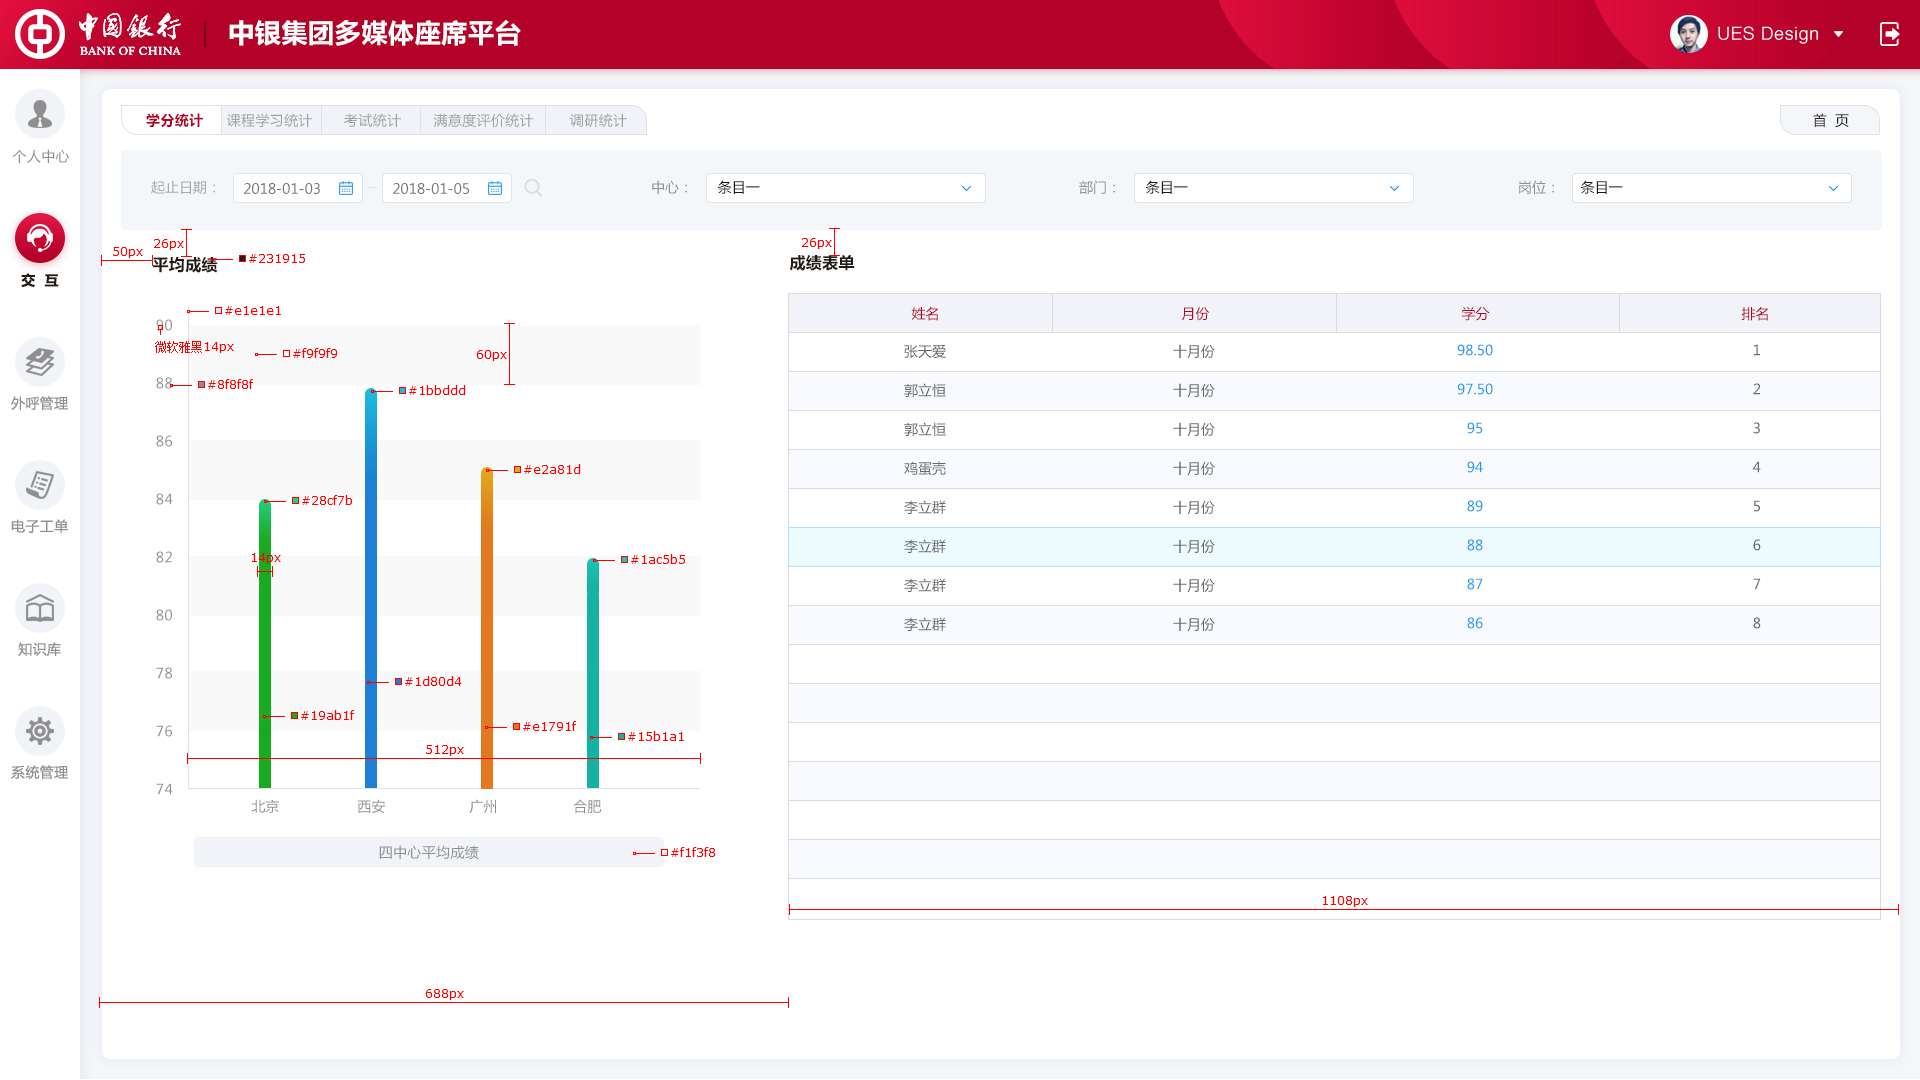 中国银行
BANK OF CHINA
中银集团多媒体座席平台
UES Design
个人中心
交 互
外呼管理
电子工单
知识库
系统管理
学分统计 课程学习统计 考试统计 满意度评价统计 调研统计
首 页
起止日期： 2018-01-03 2018-01-05 中心： 条目一 部门： 条目一 岗位： 条目一
50px 26px
平均成绩 #231915
26px
成绩表单
#e1e1e1
90
微软雅黑14px
#f9f9f9
60px
88 #8f8f8f
#1bbddd
86
#e2a81d
84
#28cf7b
82
14px
#1ac5b5
80
78
#1d80d4
#19ab1f
76
#e1791f
#15b1a1
512px
74
北京 西安 广州 合肥
四中心平均成绩
#f1f3f8
姓名 月份 学分 排名
张天爱 十月份 98.50 1
郭立恒 十月份 97.50 2
郭立恒 十月份 95 3
鸡蛋壳 十月份 94 4
李立群 十月份 89 5
李立群 十月份 88 6
李立群 十月份 87 7
李立群 十月份 86 8
1108px
688px